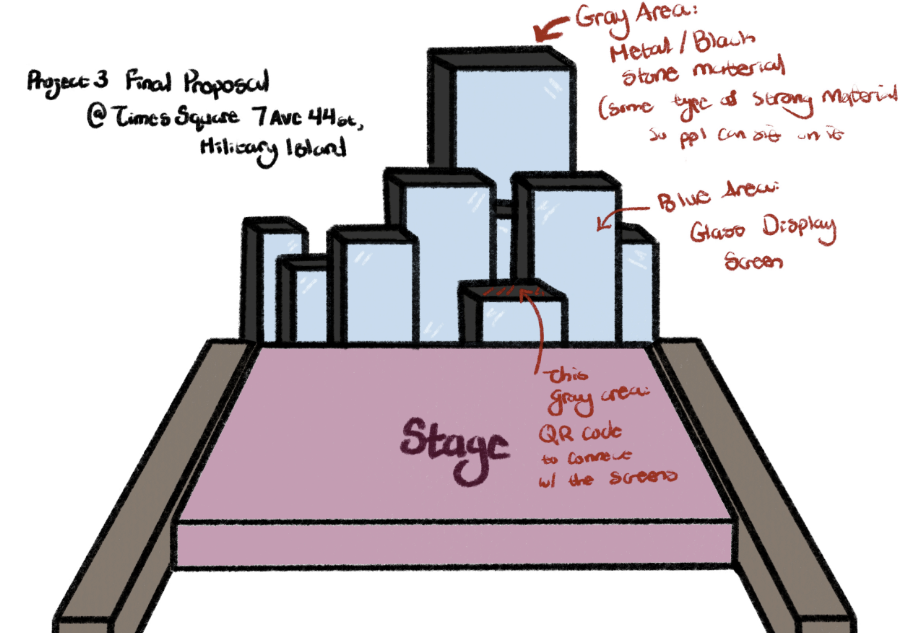 Project 3 Final Proposal
@ Times Square 7 Ave 44st,
Military Island
Gray Area:
Metal / Black
Stone material
(some type of strong material
so ppl can sit on it
Blue Area:
Glass Display
Screen
Stage
This
gray area:
QR code
to connect
w/ the screens